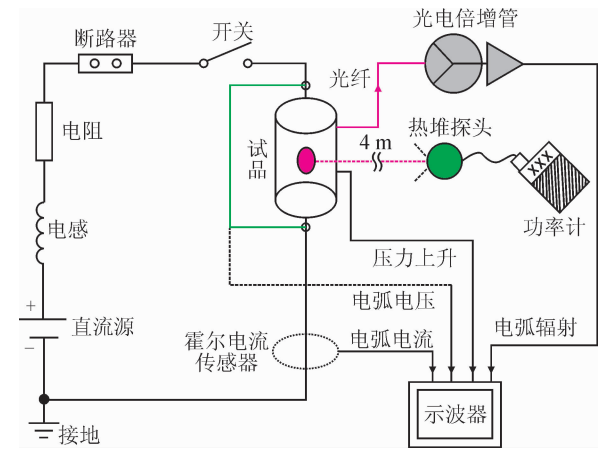 光电倍增管
断路器
开关
光纤
热堆探头
4 m
XXX
试品
电阻
功率计
电感
压力上升
电弧电压
+
直流源
−
霍尔电流
传感器
电弧电流
电弧辐射
示波器
接地